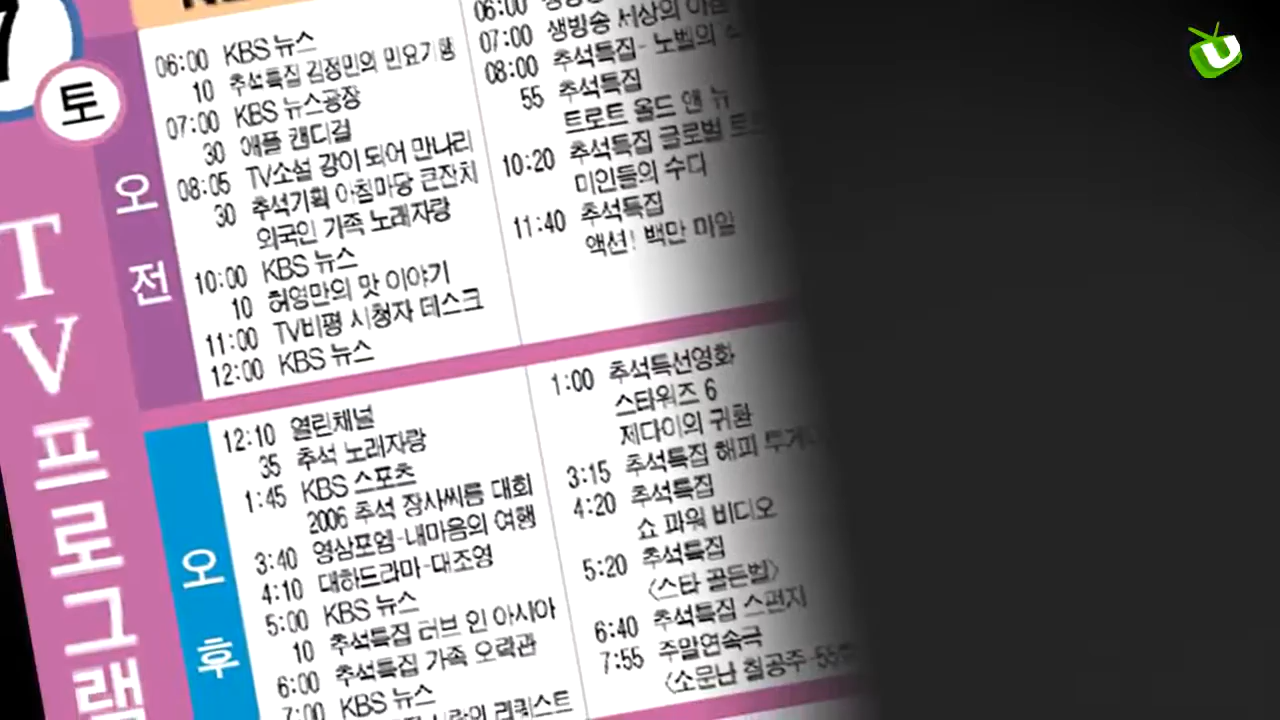 7
토
TV프로그램
오전
06:00 KBS 뉴스
10 추석특집 김정민의 민요기행
07:00 KBS 뉴스광장
30 애플 캔디걸
08:05 TV소설 강이 되어 만나리
30 추석기획 아침마당 큰잔치
외국인 가족 노래자랑
10:00 KBS 뉴스
10 허영만의 맛 이야기
11:00 TV비평 시청자 데스크
12:00 KBS 뉴스
06:00
07:00 생방송 세상의 아침
08:00 추석특집- 노벨의
55 추석특집
트로트 올드 앤 뉴
10:20 추석특집 글로벌 토크
미인들의 수다
11:40 추석특집
액션! 백만 마일
오후
12:10 열린채널
35 추석 노래자랑
1:45 KBS 스포츠
2006 추석 장사씨름 대회
3:40 영상포엠-내마음의 여행
4:10 대하드라마-대조영
5:00 KBS 뉴스
10 추석특집 러브 인 아시아
6:00 추석특집 가족 오락관
7:00 KBS 뉴스
사랑의 리퀘스트
1:00 추석특선영화
스타워즈 6
제다이의 귀환
3:15 추석특집 해피 투게더
4:20 추석특집
쇼 파워 비디오
5:20 추석특집
〈스타 골든벨〉
6:40 추석특집 스펀지
7:55 주말연속극
〈소문난 칠공주-55
U